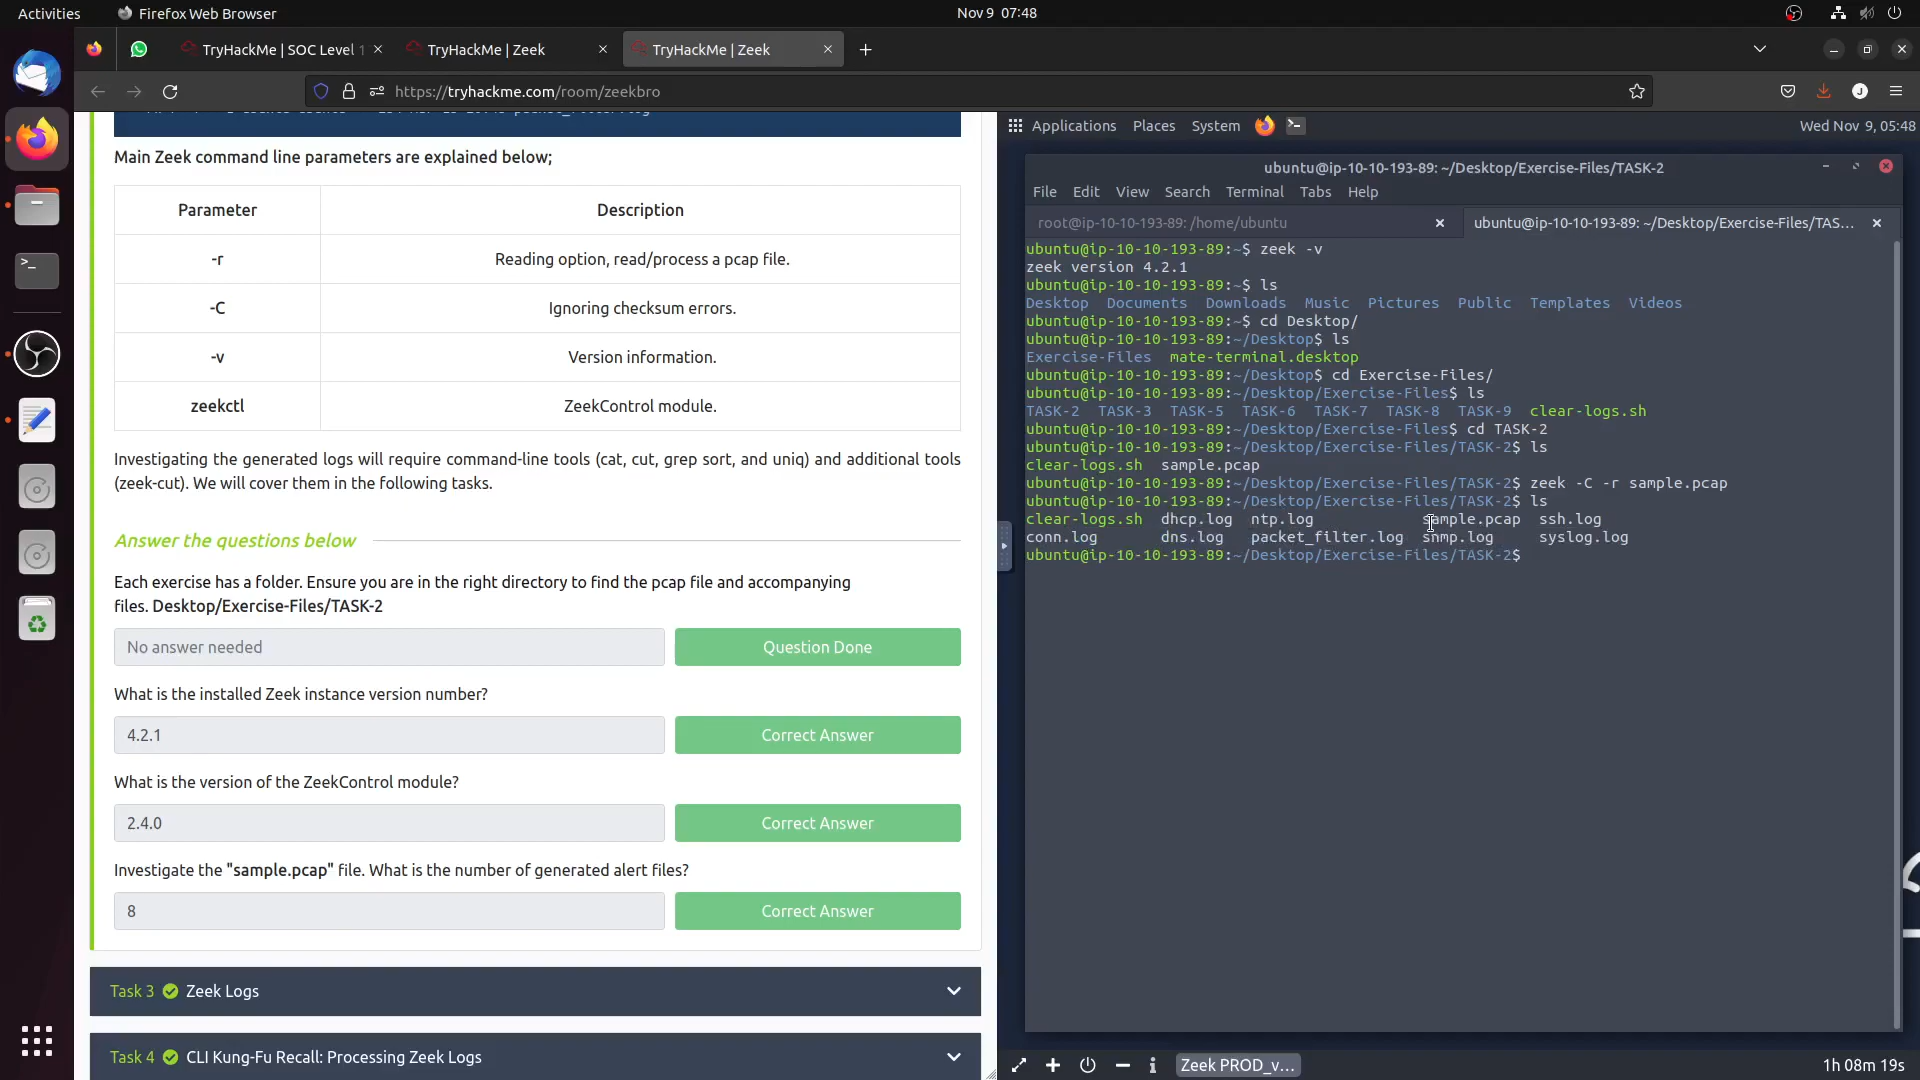 Activities
Firefox Web Browser
Nov 9 07:48
TryHackMe | SOC Level 1
TryHackMe | Zeek
TryHackMe | Zeek
https://tryhackme.com/room/zeekbro
Main Zeek command line parameters are explained below;
Parameter Description
-r Reading option, read/process a pcap file.
-C Ignoring checksum errors.
-v Version information.
zeekctl ZeekControl module.
Investigating the generated logs will require command-line tools (cat, cut, grep sort, and uniq) and additional tools
(zeek-cut). We will cover them in the following tasks.
Answer the questions below
Each exercise has a folder. Ensure you are in the right directory to find the pcap file and accompanying
files. Desktop/Exercise-Files/TASK-2
No answer needed Question Done
What is the installed Zeek instance version number?
4.2.1 Correct Answer
What is the version of the ZeekControl module?
2.4.0 Correct Answer
Investigate the "sample.pcap" file. What is the number of generated alert files?
8 Correct Answer
Task 3 Zeek Logs
Task 4 CLI Kung-Fu Recall: Processing Zeek Logs
Applications Places System
Wed Nov 9, 05:48
ubuntu@ip-10-10-193-89: ~/Desktop/Exercise-Files/TASK-2
File Edit View Search Terminal Tabs Help
root@ip-10-10-193-89: /home/ubuntu
ubuntu@ip-10-10-193-89: ~/Desktop/Exercise-Files/TAS...
ubuntu@ip-10-10-193-89:~$ zeek -v
zeek version 4.2.1
ubuntu@ip-10-10-193-89:~$ ls
Desktop Documents Downloads Music Pictures Public Templates Videos
ubuntu@ip-10-10-193-89:~$ cd Desktop/
ubuntu@ip-10-10-193-89:~/Desktop$ ls
Exercise-Files mate-terminal.desktop
ubuntu@ip-10-10-193-89:~/Desktop$ cd Exercise-Files/
ubuntu@ip-10-10-193-89:~/Desktop/Exercise-Files$ ls
TASK-2 TASK-3 TASK-5 TASK-6 TASK-7 TASK-8 TASK-9 clear-logs.sh
ubuntu@ip-10-10-193-89:~/Desktop/Exercise-Files$ cd TASK-2
ubuntu@ip-10-10-193-89:~/Desktop/Exercise-Files/TASK-2$ ls
clear-logs.sh sample.pcap
ubuntu@ip-10-10-193-89:~/Desktop/Exercise-Files/TASK-2$ zeek -C -r sample.pcap
ubuntu@ip-10-10-193-89:~/Desktop/Exercise-Files/TASK-2$ ls
clear-logs.sh dhcp.log ntp.log sample.pcap ssh.log
conn.log dns.log packet_filter.log snmp.log syslog.log
ubuntu@ip-10-10-193-89:~/Desktop/Exercise-Files/TASK-2$
Zeek PROD_v...
1h 08m 19s